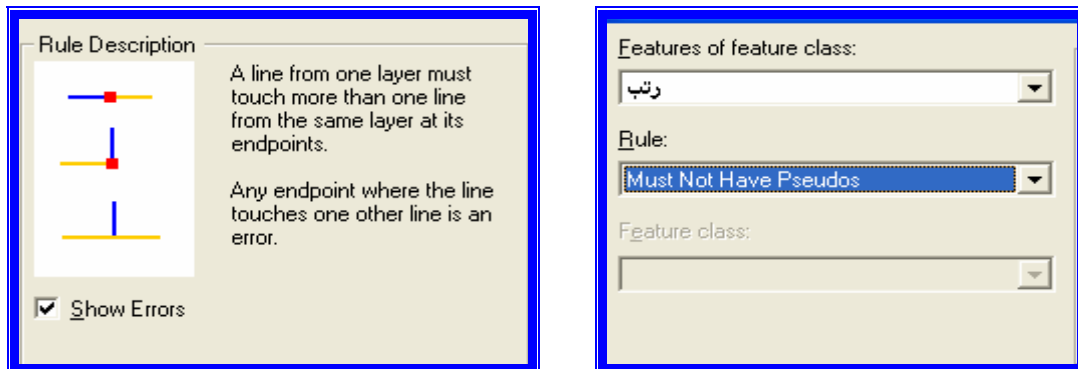 Rule Description
A line from one layer must
touch more than one line
from the same layer at its
endpoints.
Any endpoint where the line
touches one other line is an
error.
Show Errors
Features of feature class:
رتب
Rule:
Must Not Have Pseudos
Feature class: